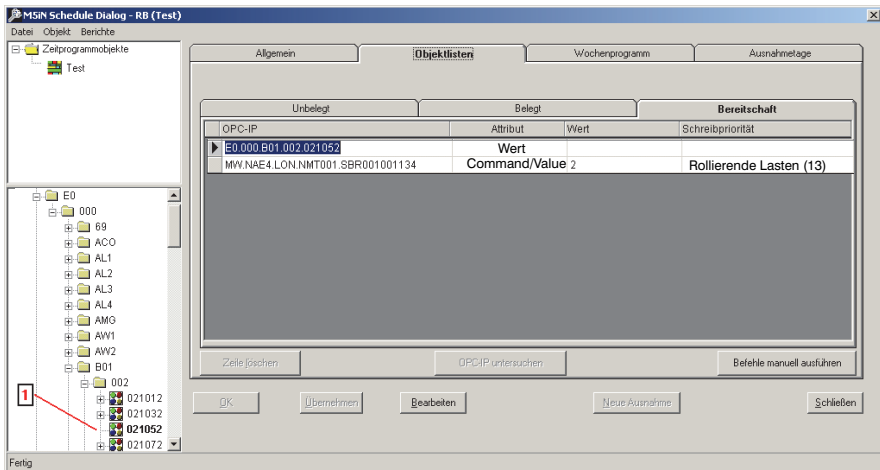 MSiN Schedule Dialog - RB (Test)
Datei Objekt Berichte
Zeitprogrammobjekte
Test
Allgemein Objektlisten Wochenprogramm Ausnahmetage
Unbelegt Belegt Bereitschaft
OPC-IP Attribut Wert Schreibpriorität
E0.000.B01.002.021052 Wert
MW.NAE4.LON.NMT001.SBR001001134 Command/Value 2 Rollierende Lasten (13)
E0
000
69
ACO
AL1
AL2
AL3
AL4
AMG
AW1
AW2
B01
002
021012
021032
021052
021072
1
Zeile löschen OPC-IP untersuchen Befehle manuell ausführen
OK Übernehmen Bearbeiten Neue Ausnahme Schließen
Fertig